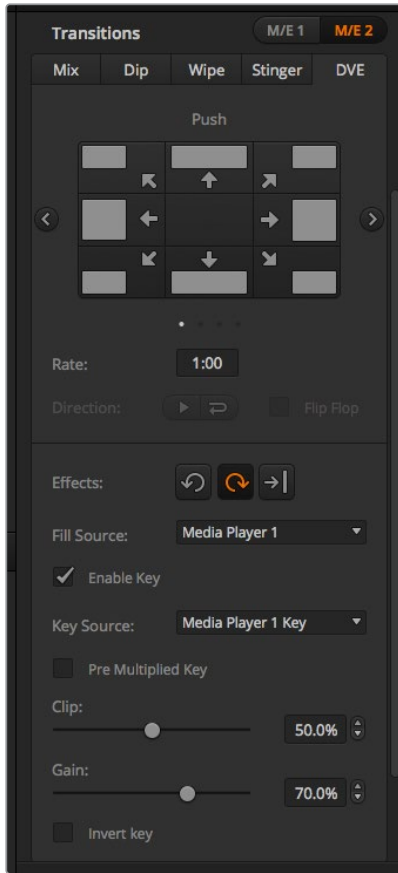 Transitions M/E 1 M/E 2
Mix Dip Wipe Stinger DVE
Push
Rate: 1:00
Direction: Flip Flop
Effects:
Fill Source: Media Player 1
Enable Key
Key Source: Media Player 1 Key
Pre Multiplied Key
Clip:
50.0%
Gain:
70.0%
Invert key